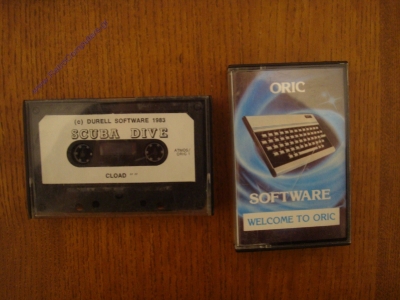 (c) DURELL SOFTWARE 1983
SCUBA DIVE
CLOAD " "
ORIC
SOFTWARE
WELCOME TO ORIC